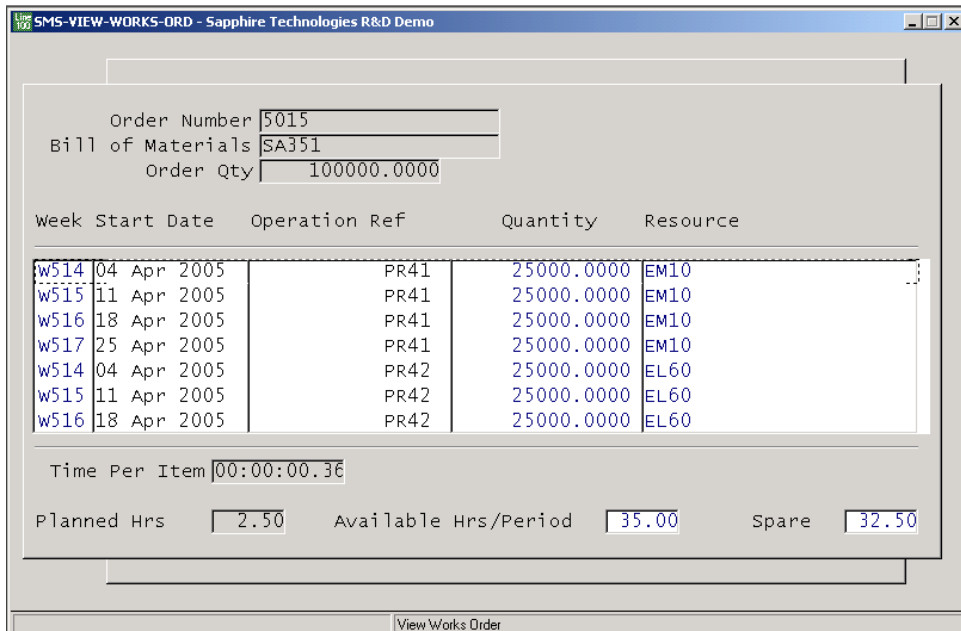 Line 100 SMS-VIEW-WORKS-ORD - Sapphire Technologies R&D Demo
Order Number 5015
Bill of Materials SA351
Order Qty 100000.0000
Week Start Date Operation Ref Quantity Resource
W514 04 Apr 2005 PR41 25000.0000 EM10
W515 11 Apr 2005 PR41 25000.0000 EM10
W516 18 Apr 2005 PR41 25000.0000 EM10
W517 25 Apr 2005 PR41 25000.0000 EM10
W514 04 Apr 2005 PR42 25000.0000 EL60
W515 11 Apr 2005 PR42 25000.0000 EL60
W516 18 Apr 2005 PR42 25000.0000 EL60
Time Per Item 00:00:00.36
Planned Hrs 2.50 Available Hrs/Period 35.00 Spare 32.50
View Works Order